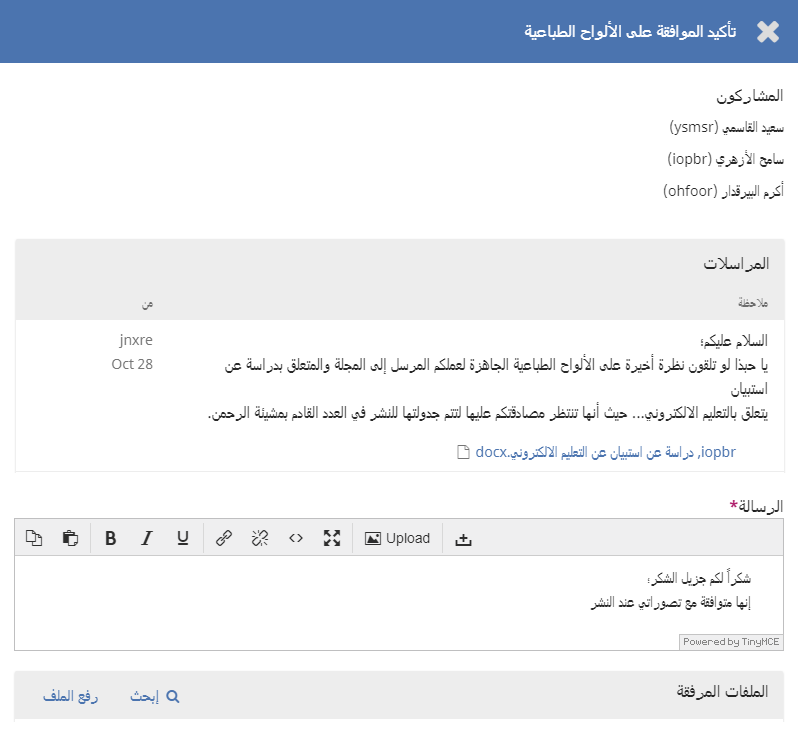 تأكيد الموافقة على الألواح الطباعية
المشاركون
سعيد القاسمي (ysmsr)
سامح الأزهري (iopbr)
أكرم البيرقدار (ohfoor)
المراسلات
ملاحظة من
السلام عليكم؛ jnxre
يا حبذا لو تلقون نظرة أخيرة على الألواح الطباعية الجاهزة لعملكم المرسل إلى المجلة والمتعلق بدراسة عن Oct 28
استبيان
يتعلق بالتعليم الالكتروني... حيث أنها تنتظر مصادقتكم عليها لتتم جدولتها للنشر في العدد القادم بمشيئة الرحمن.
iopbr, دراسة عن استبيان عن التعليم الالكتروني.docx
الرسالة*
B I U <> Upload
شكراً لكم جزيل الشكر؛
إنها متوافقة مع تصوراتي عند النشر
Powered by TinyMCE
الملفات المرفقة إبحث رفع الملف